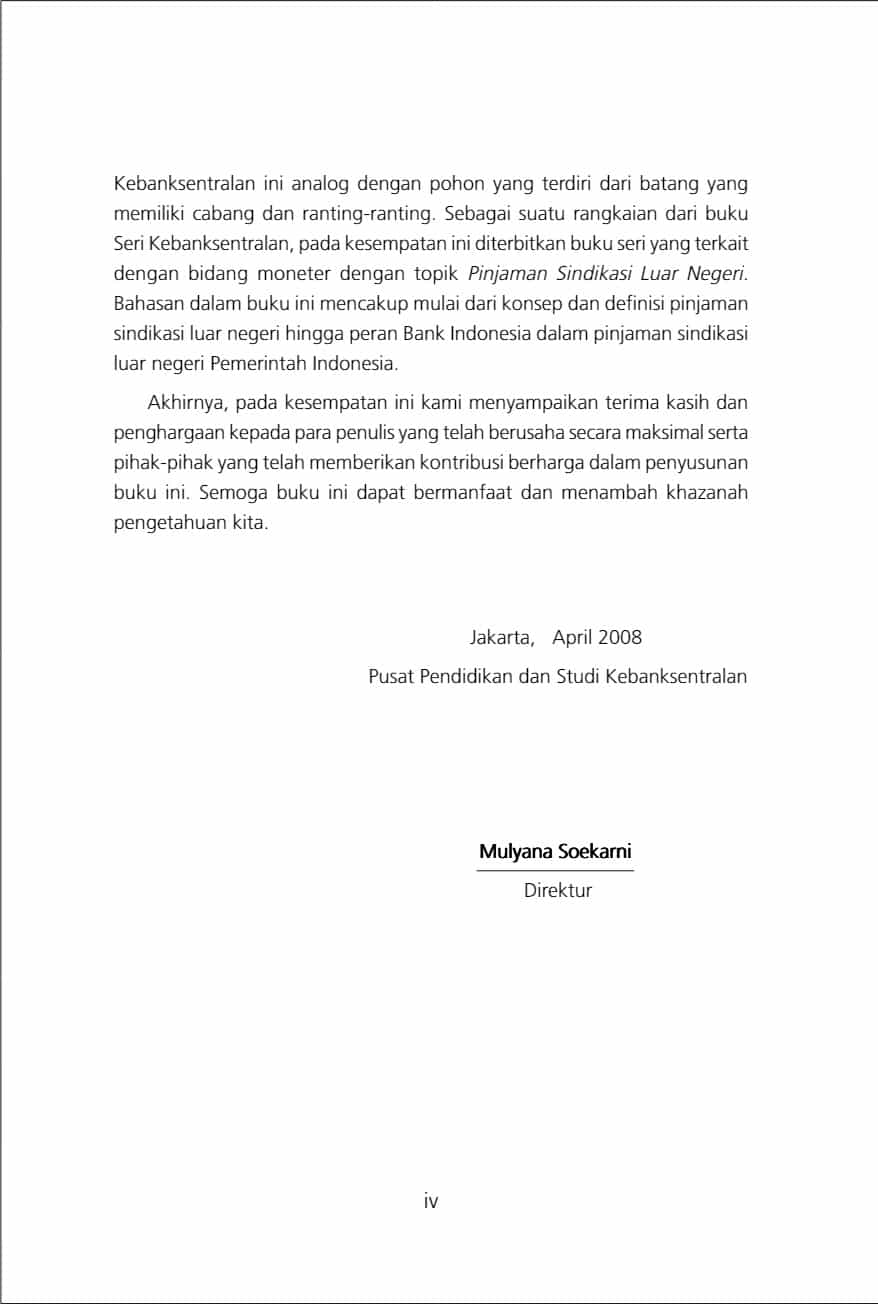 Kebanksentralan ini analog dengan pohon yang terdiri dari batang yang
memiliki cabang dan ranting-ranting. Sebagai suatu rangkaian dari buku
Seri Kebanksentralan, pada kesempatan ini diterbitkan buku seri yang terkait
dengan bidang moneter dengan topik Pinjaman Sindikasi Luar Negeri.
Bahasan dalam buku ini mencakup mulai dari konsep dan definisi pinjaman
sindikasi luar negeri hingga peran Bank Indonesia dalam pinjaman sindikasi
luar negeri Pemerintah Indonesia.
Akhirnya, pada kesempatan ini kami menyampaikan terima kasih dan
penghargaan kepada para penulis yang telah berusaha secara maksimal serta
pihak-pihak yang telah memberikan kontribusi berharga dalam penyusunan
buku ini. Semoga buku ini dapat bermanfaat dan menambah khazanah
pengetahuan kita.
Jakarta, April 2008
Pusat Pendidikan dan Studi Kebanksentralan
Mulyana Soekarni
Direktur
iv